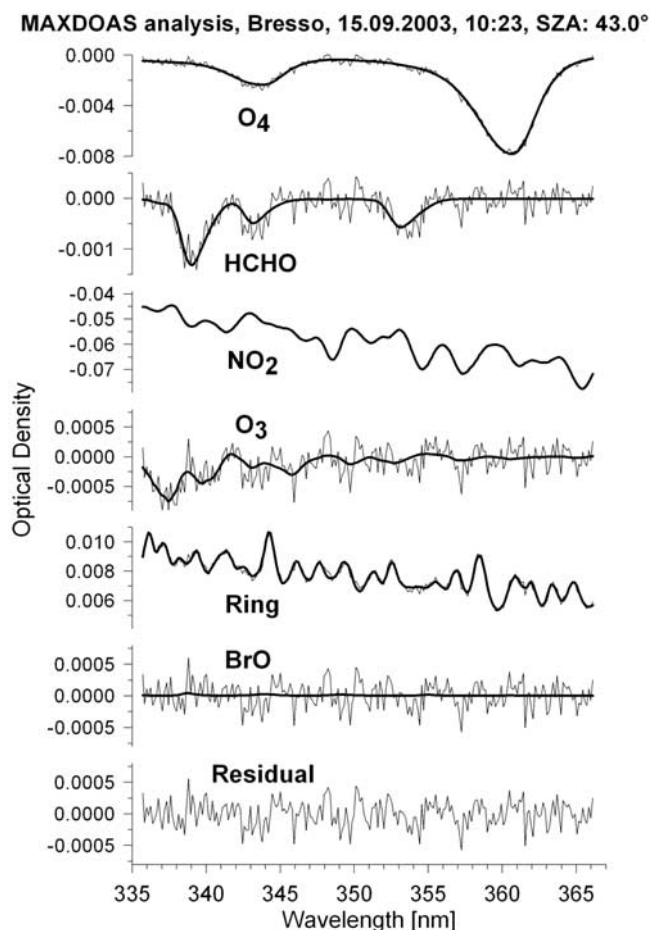 MAXDOAS analysis, Bresso, 15.09.2003, 10:23, SZA: 43.0°
0.000
-0.004
-0.008
O4
0.000
-0.001
HCHO
-0.04
-0.05
-0.06
-0.07
NO2
0.0005
0.0000
-0.0005
O3
Optical Density
0.010
0.008
0.006
Ring
0.0005
0.0000
-0.0005
BrO
0.0005
0.0000
-0.0005
Residual
335 340 345 350 355 360 365
Wavelength [nm]